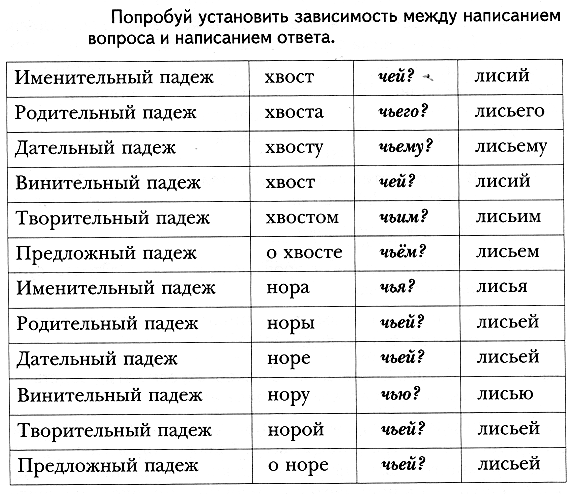 Попробуй установить зависимость между написанием
вопроса и написанием ответа.
Именительный падеж хвост чей? лисий
Родительный падеж хвоста чьего? лисьего
Дательный падеж хвосту чьему? лисьему
Винительный падеж хвост чей? лисий
Творительный падеж хвостом чьим? лисьим
Предложный падеж о хвосте чьём? лисьем
Именительный падеж нора чья? лисья
Родительный падеж норы чьей? лисьей
Дательный падеж норе чьей? лисьей
Винительный падеж нору чью? лисью
Творительный падеж норой чьей? лисьей
Предложный падеж о норе чьей? лисьей